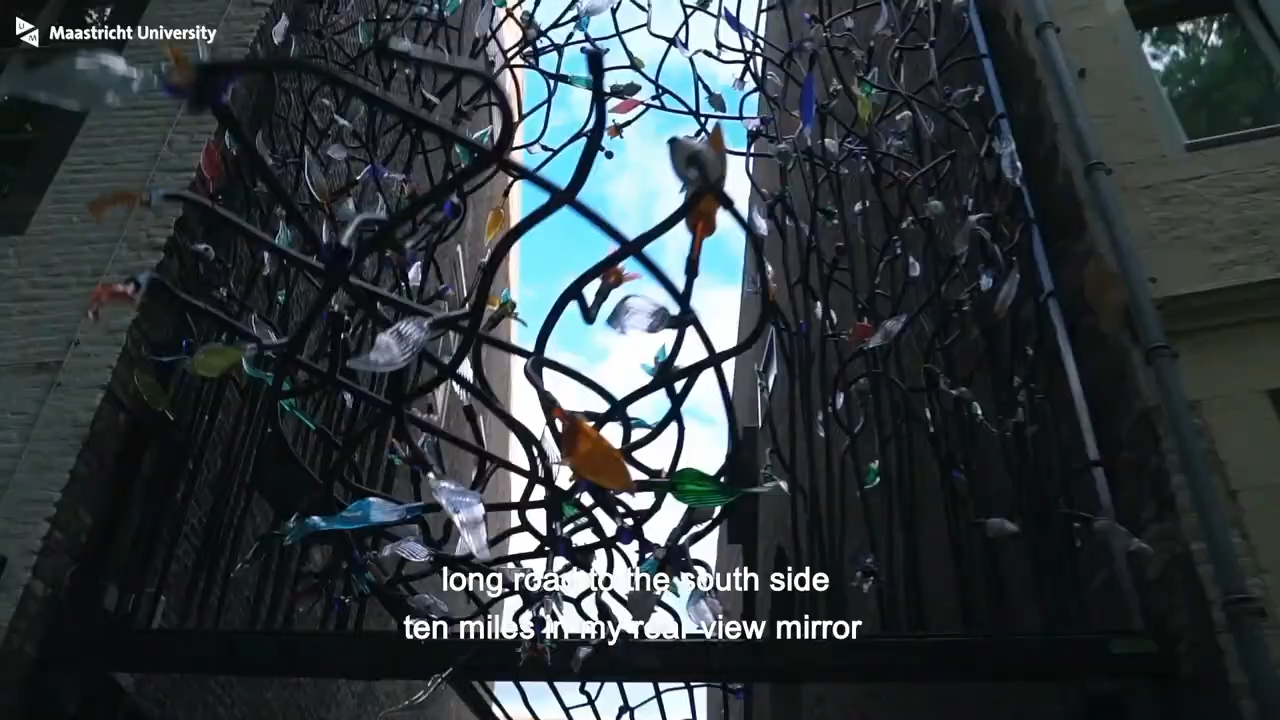 Maastricht University
long road to the south side
ten miles in my rear view mirror